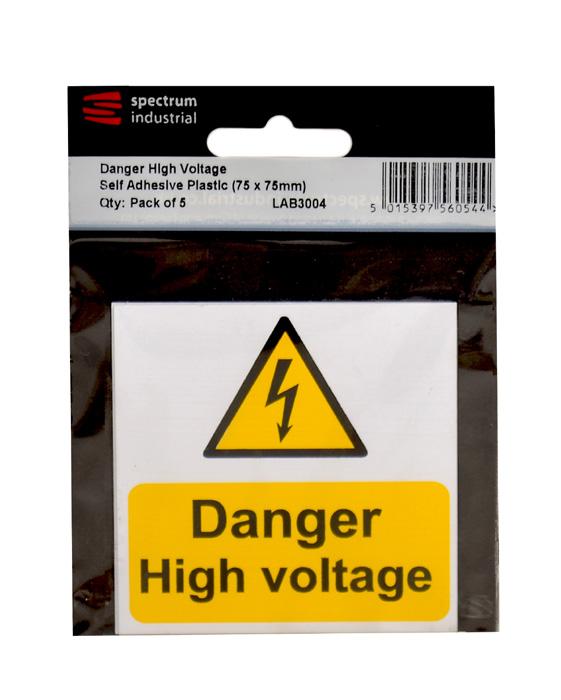 spectrum
industrial
Danger High Voltage
Self Adhesive Plastic (75 x 75mm)
Qty: Pack of 5 LAB3004
5 015397 560544 >
Danger
High voltage